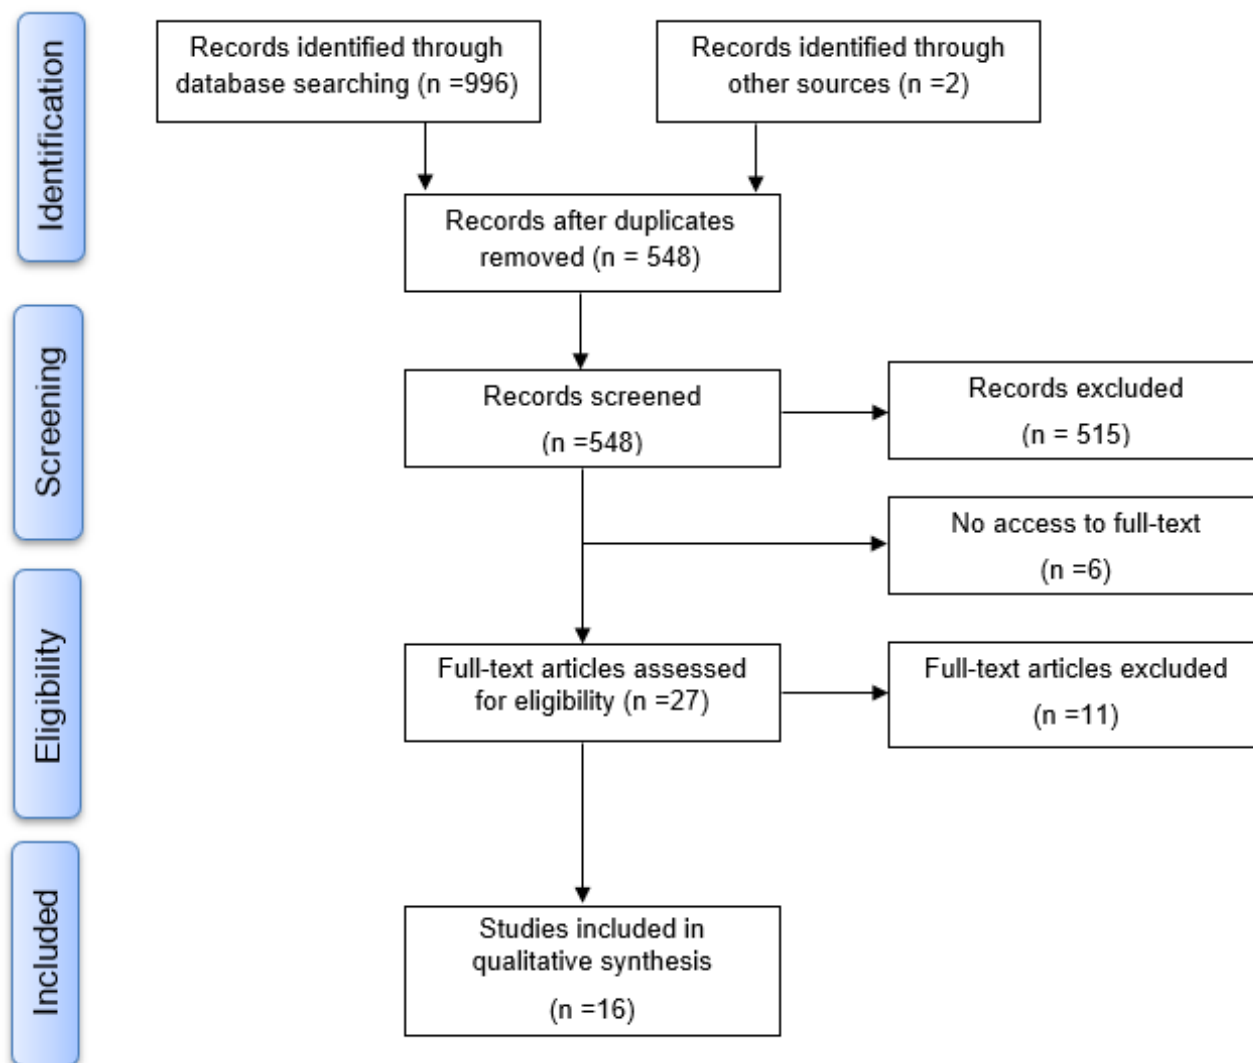 Identification
Records identified through
database searching (n =996)
Records identified through
other sources (n =2)
Records after duplicates
removed (n = 548)
Screening
Records screened
(n =548)
Records excluded
(n = 515)
No access to full-text
(n =6)
Eligibility
Full-text articles assessed
for eligibility (n =27)
Full-text articles excluded
(n =11)
Included
Studies included in
qualitative synthesis
(n =16)